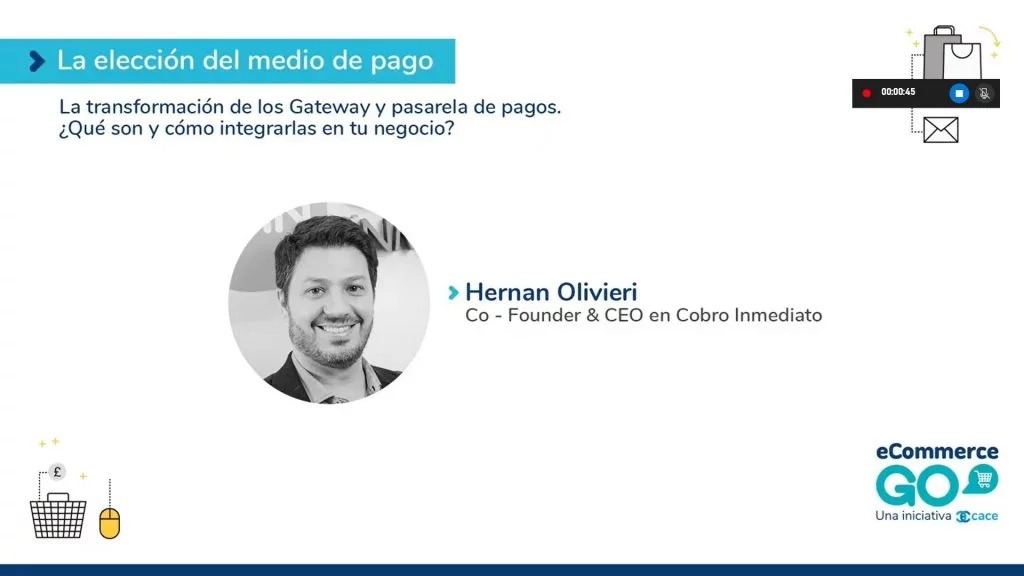 La elección del medio de pago
00:00:45
La transformación de los Gateway y pasarela de pagos.
¿Qué son y cómo integrarlas en tu negocio?
Hernan Olivieri
Co - Founder & CEO en Cobro Inmediato
£
eCommerce
GO
Una iniciativa cace